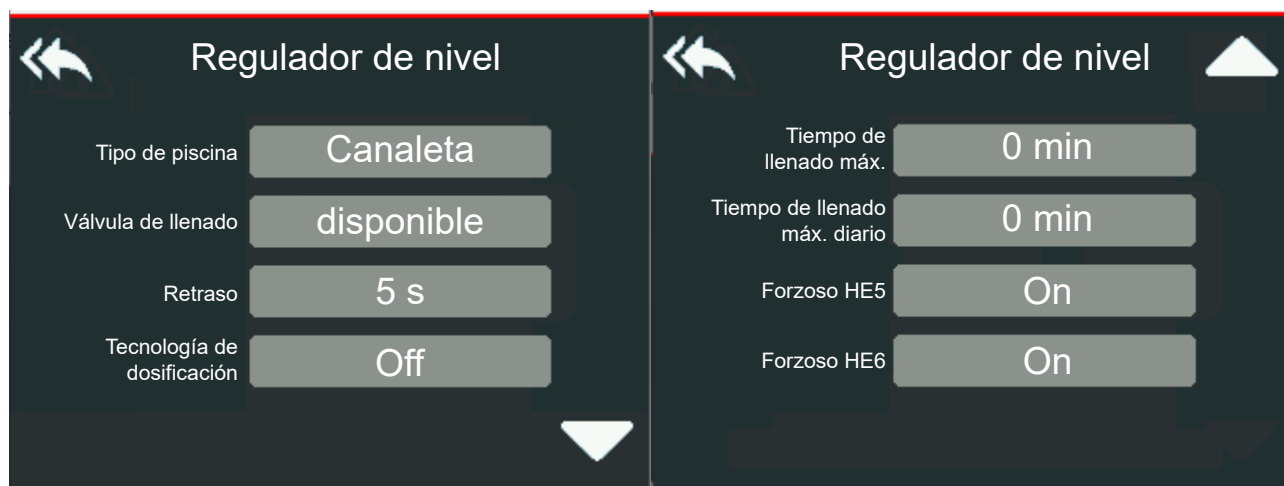 Regulador de nivel
Tipo de piscina
Canaleta
Válvula de llenado
disponible
Retraso
5 s
Tecnología de
dosificación
Off
Regulador de nivel
Tiempo de
llenado máx.
0 min
Tiempo de llenado
máx. diario
0 min
Forzoso HE5
On
Forzoso HE6
On